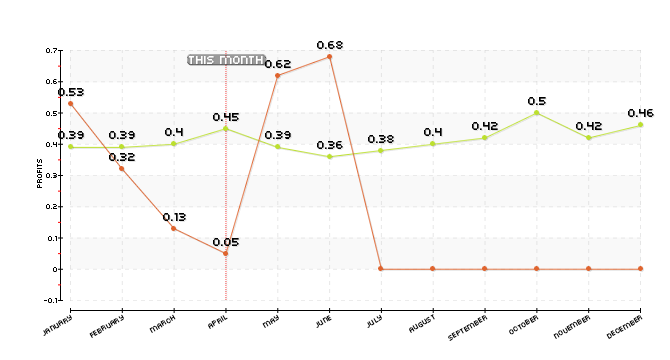 0.68
0.7
THIS MONTH
0.62
0.6
0.53
0.5
0.5
0.45
0.46
0.39
0.39
0.4
0.39
0.36
0.38
0.4
0.42
0.42
0.4
0.32
0.3
0.2
0.13
0.1
0.05
0
-0.1
PROFITS
JANUARY
FEBRUARY
MARCH
APRIL
MAY
JUNE
JULY
AUGUST
SEPTEMBER
OCTOBER
NOVEMBER
DECEMBER